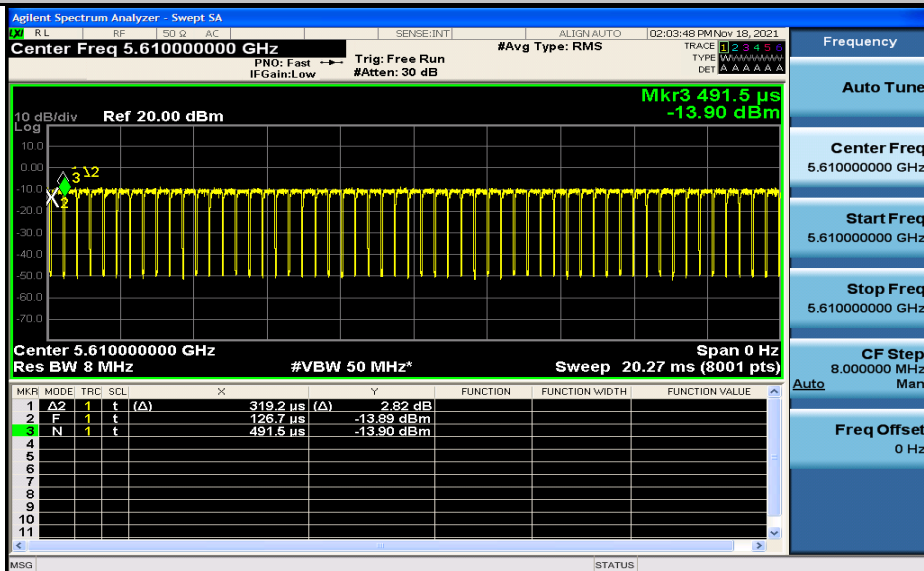 Agilent Spectrum Analyzer - Swept SA
LXI RL RF 50 Ω AC SENSE:INT ALIGN AUTO 02:03:48 PM Nov 18, 2021
Center Freq 5.610000000 GHz
PNO: Fast
IFGain:Low
Trig: Free Run
#Atten: 30 dB
#Avg Type: RMS
TRACE 1 2 3 4 5 6
TYPE WWWWWW
DET A A A A A A
Mkr3 491.5 µs
-13.90 dBm
10 dB/div Ref 20.00 dBm
Log
10.0
0.00
-10.0
-20.0
-30.0
-40.0
-50.0
-60.0
-70.0
3
1Δ2
2
Center 5.610000000 GHz Span 0 Hz
Res BW 8 MHz #VBW 50 MHz* Sweep 20.27 ms (8001 pts)
MKR MODE TRC SCL X Y FUNCTION FUNCTION WIDTH FUNCTION VALUE
1 Δ2 1 t (Δ) 319.2 µs (Δ) 2.82 dB
2 F 1 t 126.7 µs -13.89 dBm
3 N 1 t 491.5 µs -13.90 dBm
4
5
6
7
8
9
10
11
MSG STATUS
Frequency
Auto Tune
Center Freq
5.610000000 GHz
Start Freq
5.610000000 GHz
Stop Freq
5.610000000 GHz
CF Step
8.000000 MHz
Auto Man
Freq Offset
0 Hz